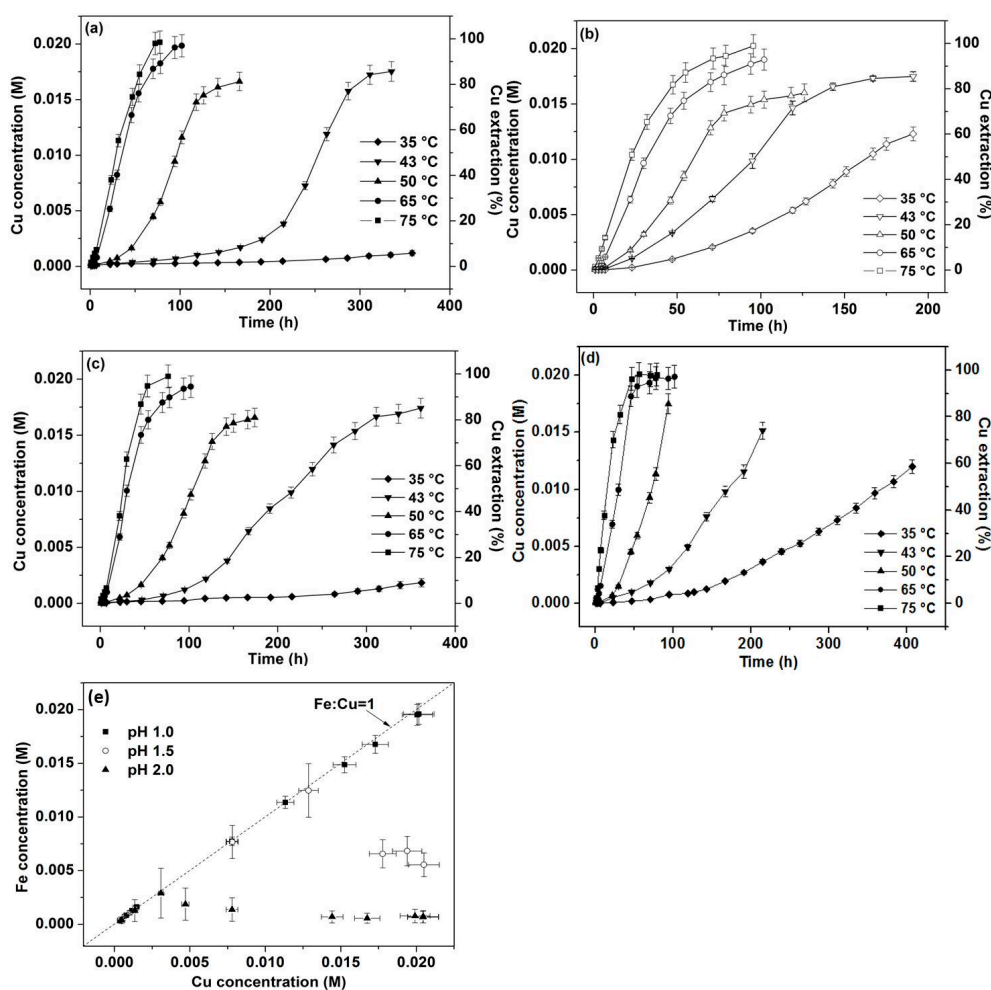 (a)
Cu concentration (M)
0.020
0.015
0.010
0.005
0.000
100
80
60
40
20
0
Cu extraction (%)
35 °C
43 °C
50 °C
65 °C
75 °C
0 100 200 300 400
Time (h)
(b)
Cu concentration (M)
0.020
0.015
0.010
0.005
0.000
100
80
60
40
20
0
Cu extraction (%)
35 °C
43 °C
50 °C
65 °C
75 °C
0 25 50 75 100 125 150 175 200
Time (h)
(c)
Cu concentration (M)
0.020
0.015
0.010
0.005
0.000
100
80
60
40
20
0
Cu extraction (%)
35 °C
43 °C
50 °C
65 °C
75 °C
0 50 100 150 200 250 300 350 400
Time (h)
(d)
Cu concentration (M)
0.020
0.015
0.010
0.005
0.000
100
80
60
40
20
0
Cu extraction (%)
35 °C
43 °C
50 °C
65 °C
75 °C
0 100 200 300 400
Time (h)
(e)
Fe:Cu=1
pH 1.0
pH 1.5
pH 2.0
Fe concentration (M)
0.020
0.015
0.010
0.005
0.000
0.000 0.005 0.010 0.015 0.020
Cu concentration (M)